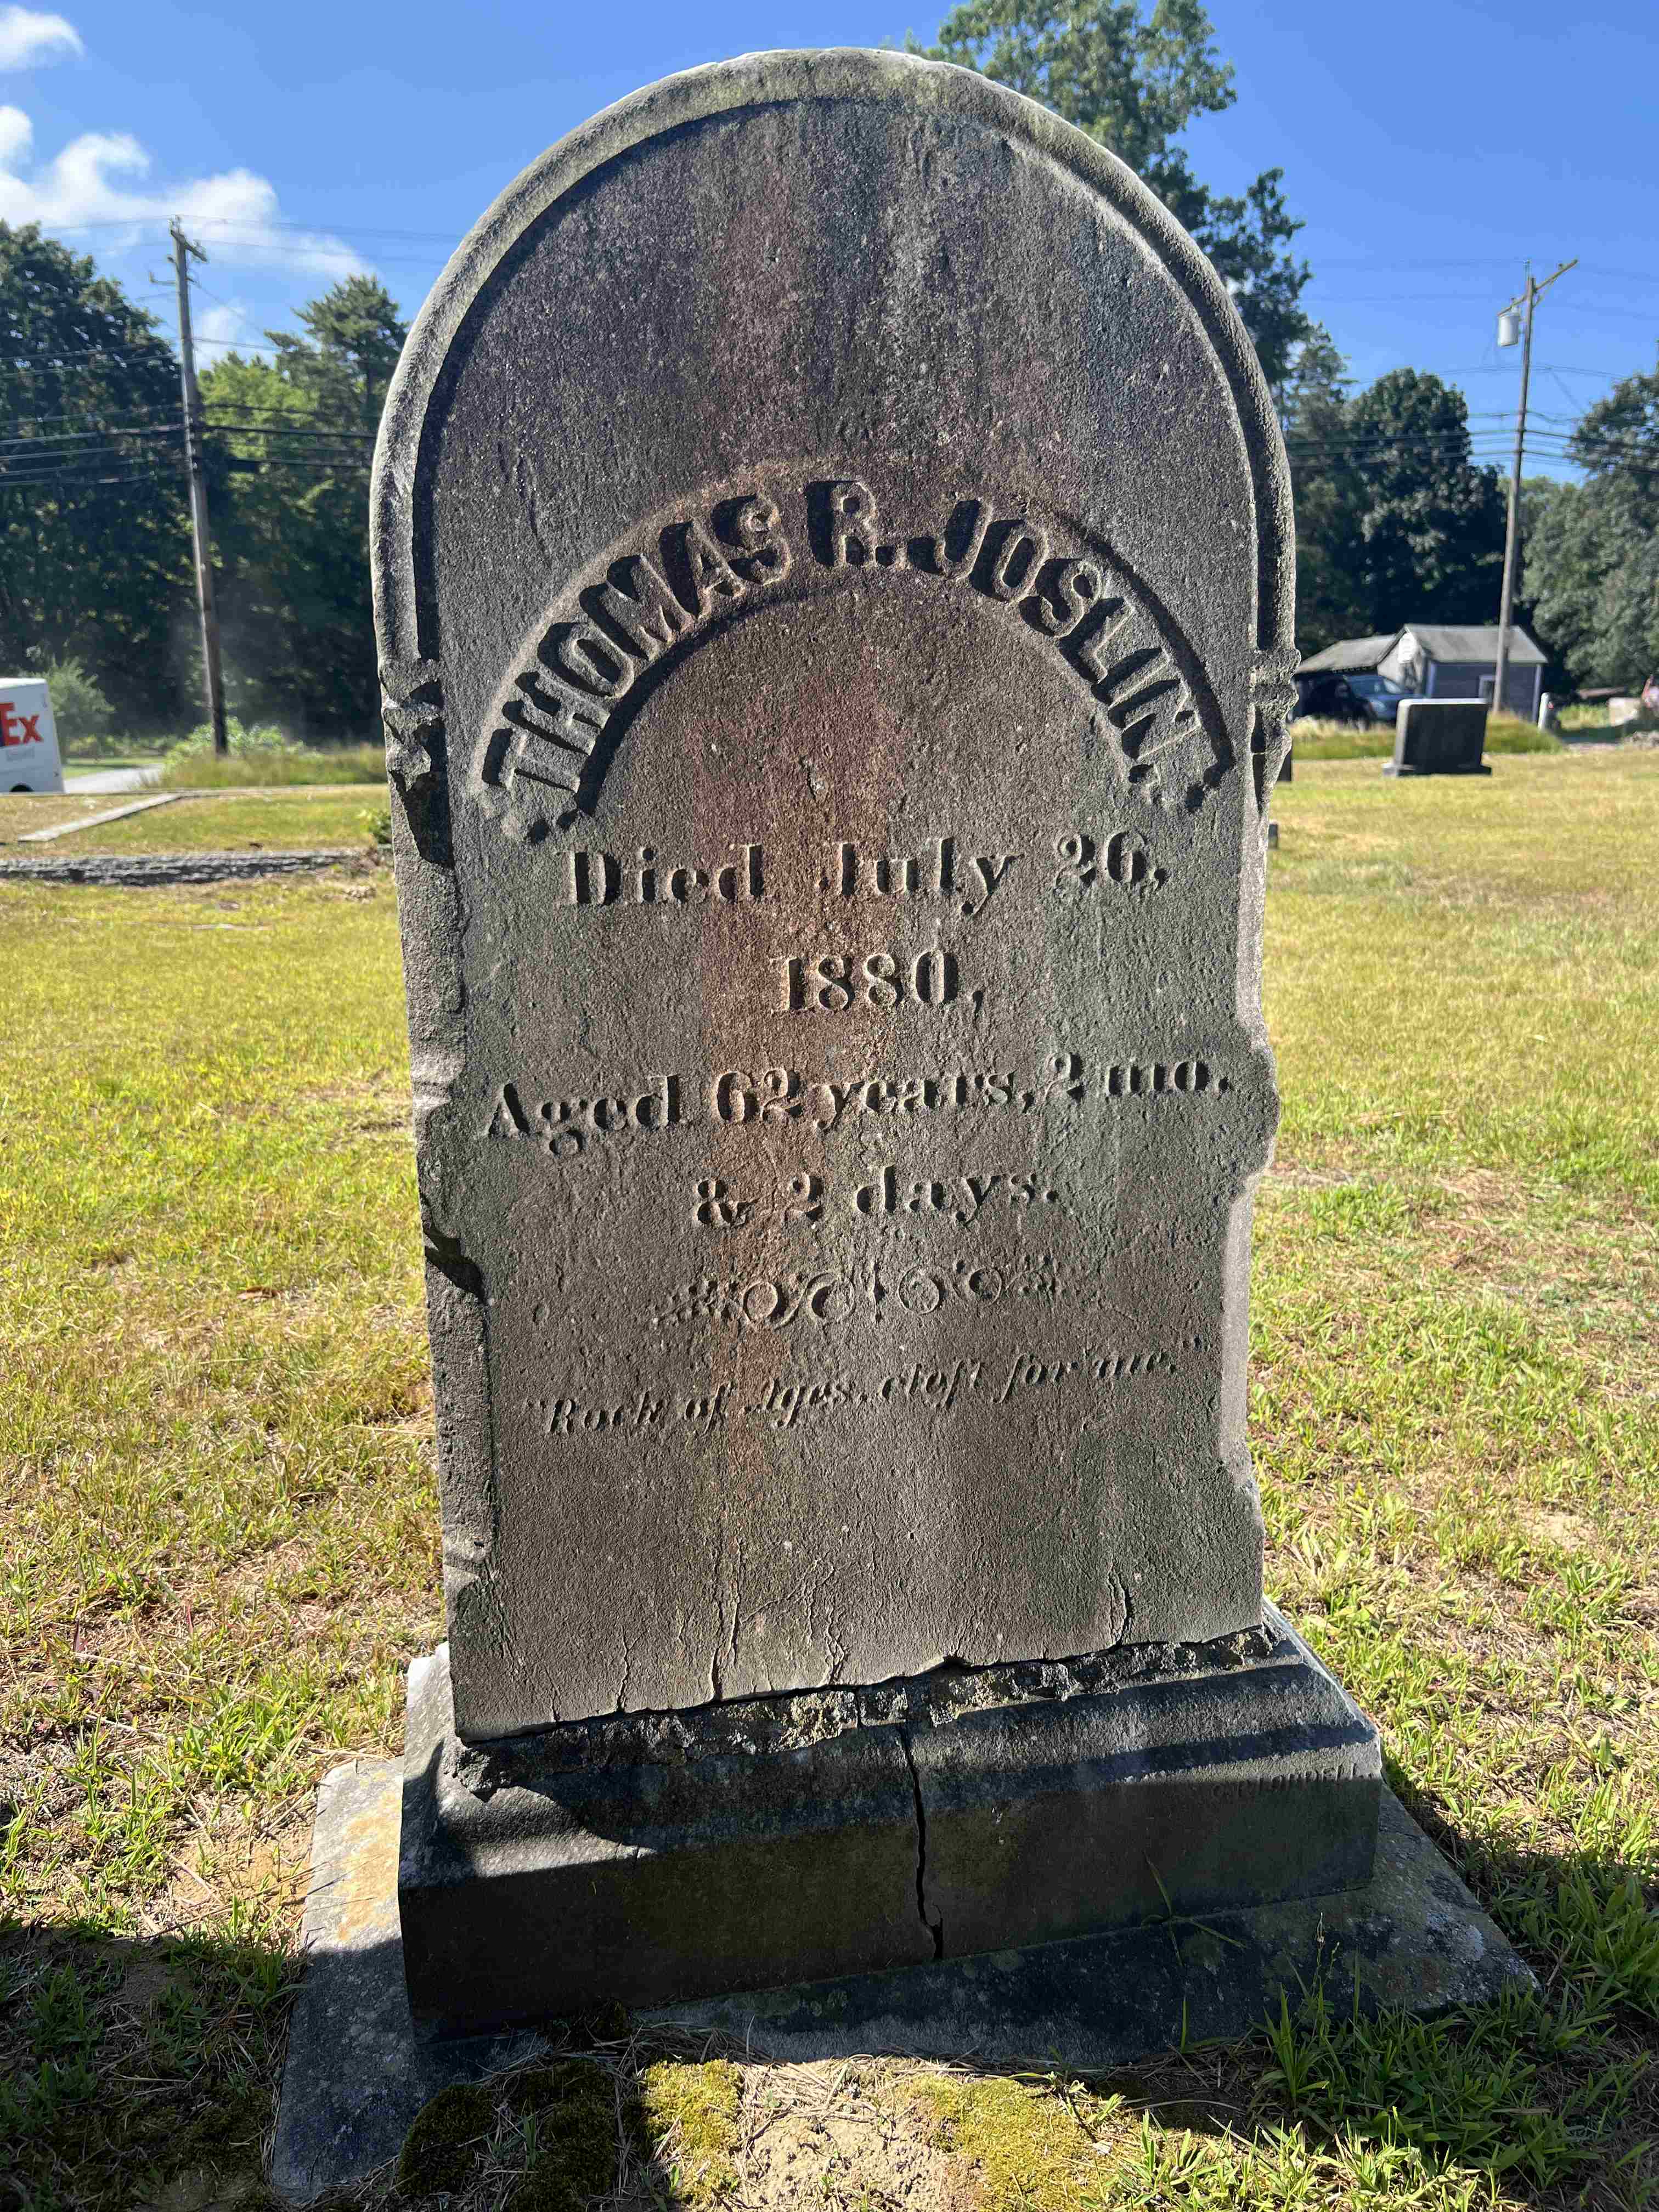 THOMAS R. JOSLIN.
Died July 26,
1880,
Aged 62 years, 2 mo.
& 2 days.
"Rock of Ages, cleft for me."
Ex